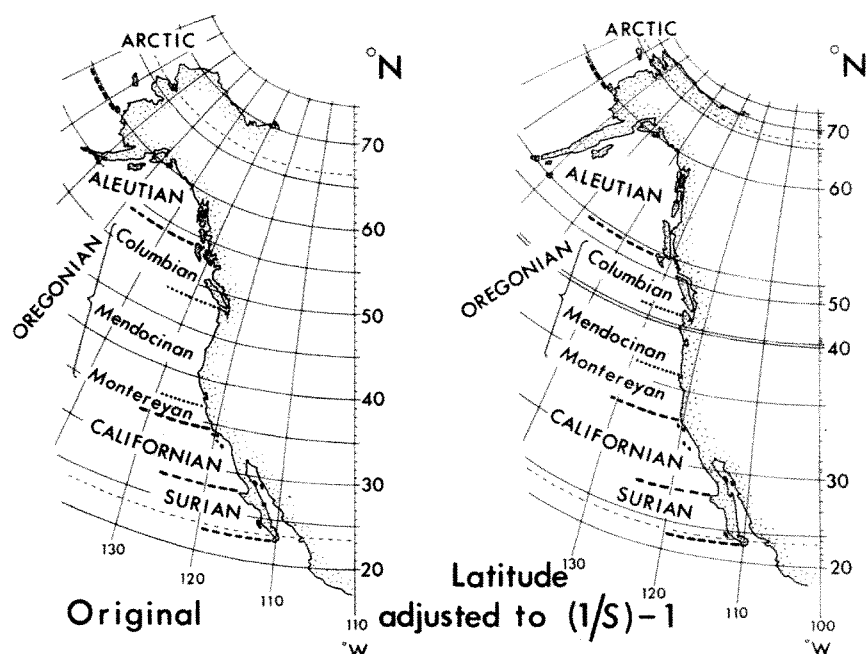 ARCTIC
°N
70
ALEUTIAN
60
OREGONIAN
Columbian
50
Mendocinan
40
Montereyan
CALIFORNIAN
30
SURIAN
20
130
120
110
110
°W
Original
ARCTIC
°N
70
60
ALEUTIAN
OREGONIAN
Columbian
50
Mendocinan
40
Montereyan
CALIFORNIAN
30
SURIAN
20
130
120
110
100
°W
Latitude
adjusted to (1/S)-1